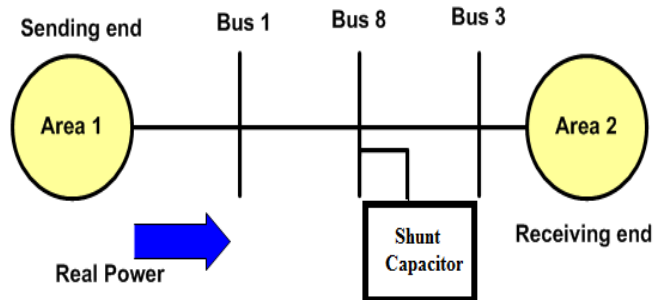 Sending end
Bus 1
Bus 8
Bus 3
Area 1
Area 2
Shunt
Capacitor
Receiving end
Real Power